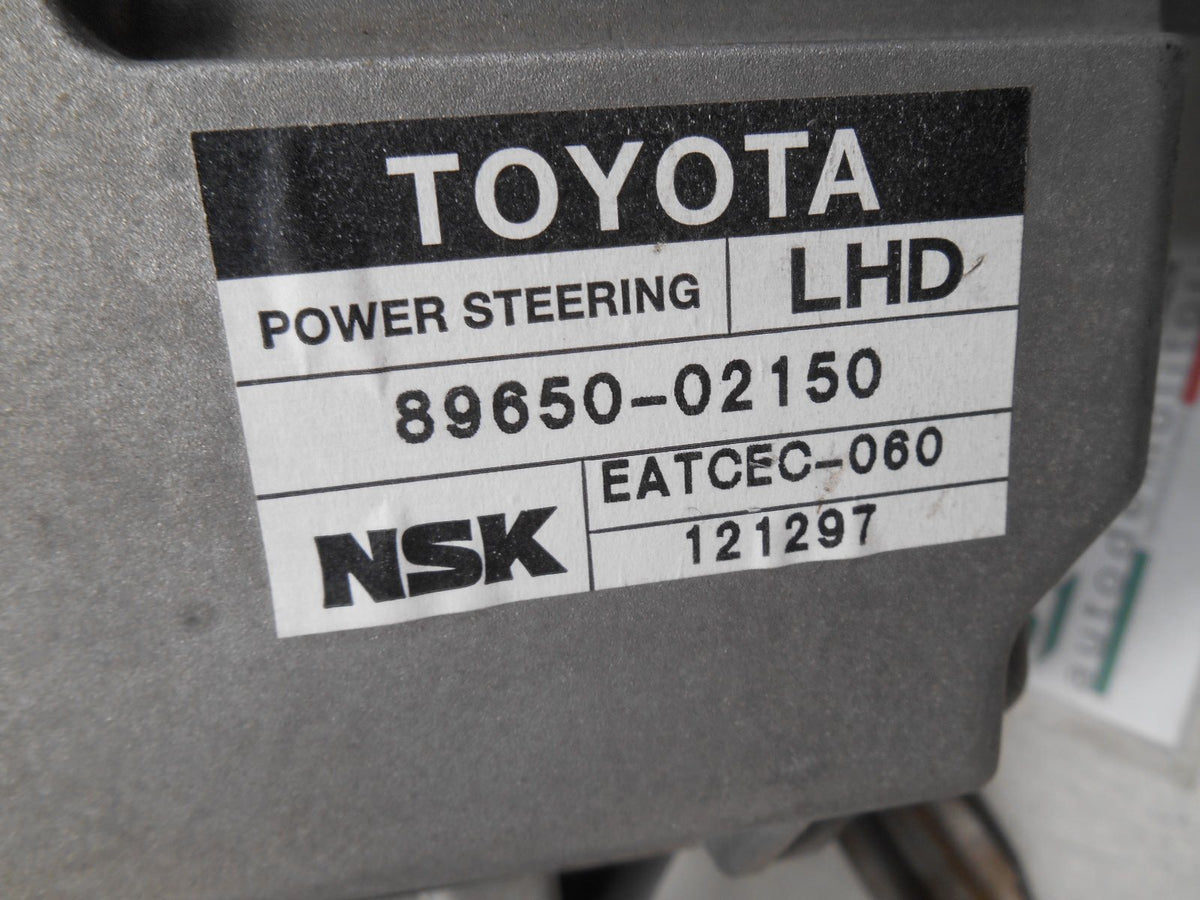 TOYOTA
POWER STEERING LHD
89650-02150
EATCEC-060
NSK
121297